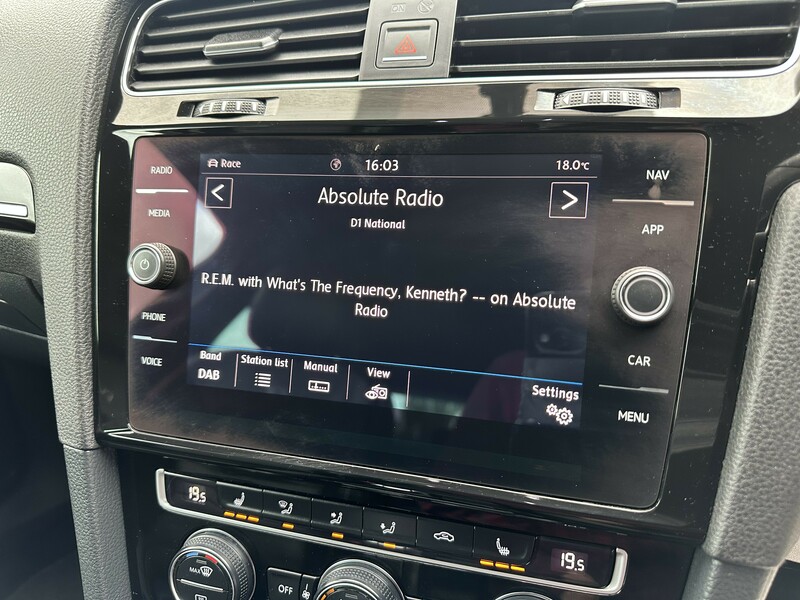 Race 16:03 18.0°C
RADIO
NAV
Absolute Radio
MEDIA
D1 National
APP
R.E.M. with What's The Frequency, Kenneth? -- on Absolute
Radio
PHONE
VOICE
CAR
MENU
Band
DAB
Station list
Manual
View
Settings
19.5
19.5
MAX
OFF